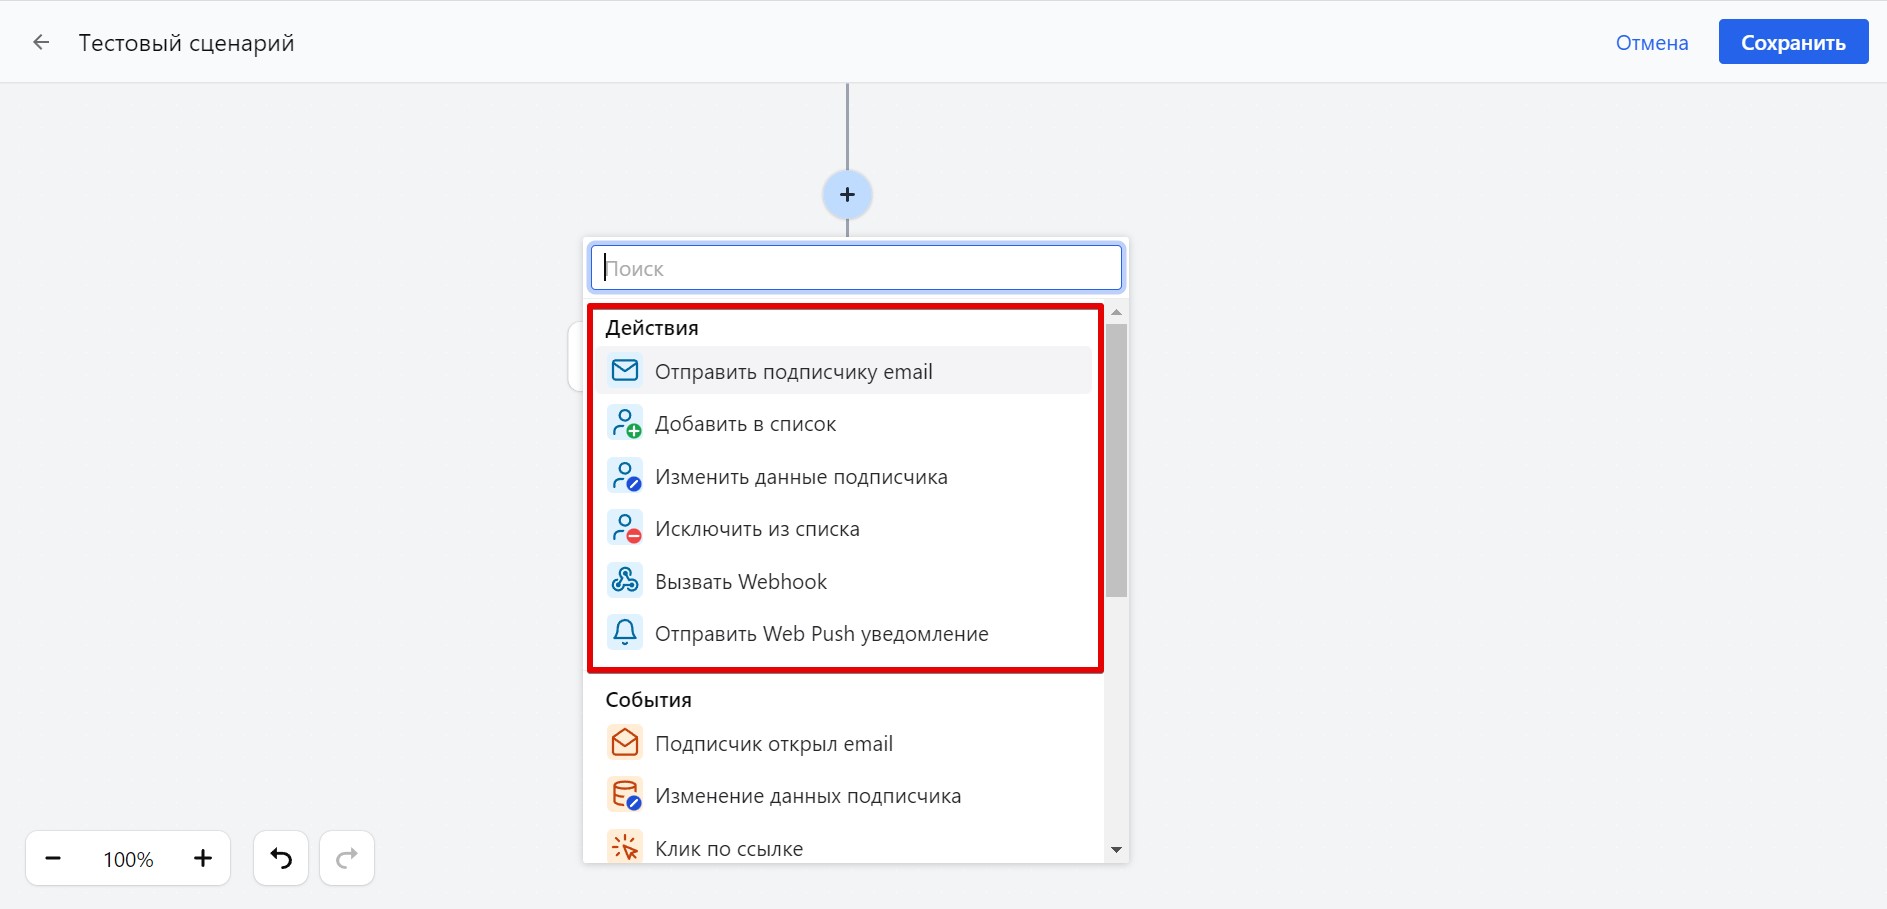 Тестовый сценарий
Отмена
Сохранить
Поиск
Действия
Отправить подписчику email
Добавить в список
Изменить данные подписчика
Исключить из списка
Вызвать Webhook
Отправить Web Push уведомление
События
Подписчик открыл email
Изменение данных подписчика
Клик по ссылке
100%